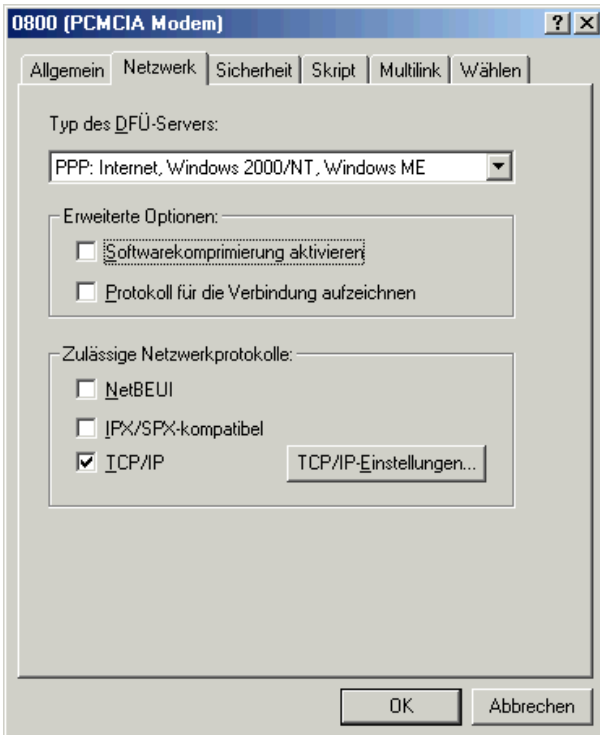 0800 (PCMCIA Modem)
Allgemein Netzwerk Sicherheit Skript Multilink Wählen
Typ des DFÜ-Servers:
PPP: Internet, Windows 2000/NT, Windows ME
Erweiterte Optionen:
Softwarekomprimierung aktivieren
Protokoll für die Verbindung aufzeichnen
Zulässige Netzwerkprotokolle:
NetBEUI
IPX/SPX-kompatibel
TCP/IP TCP/IP-Einstellungen...
OK Abbrechen